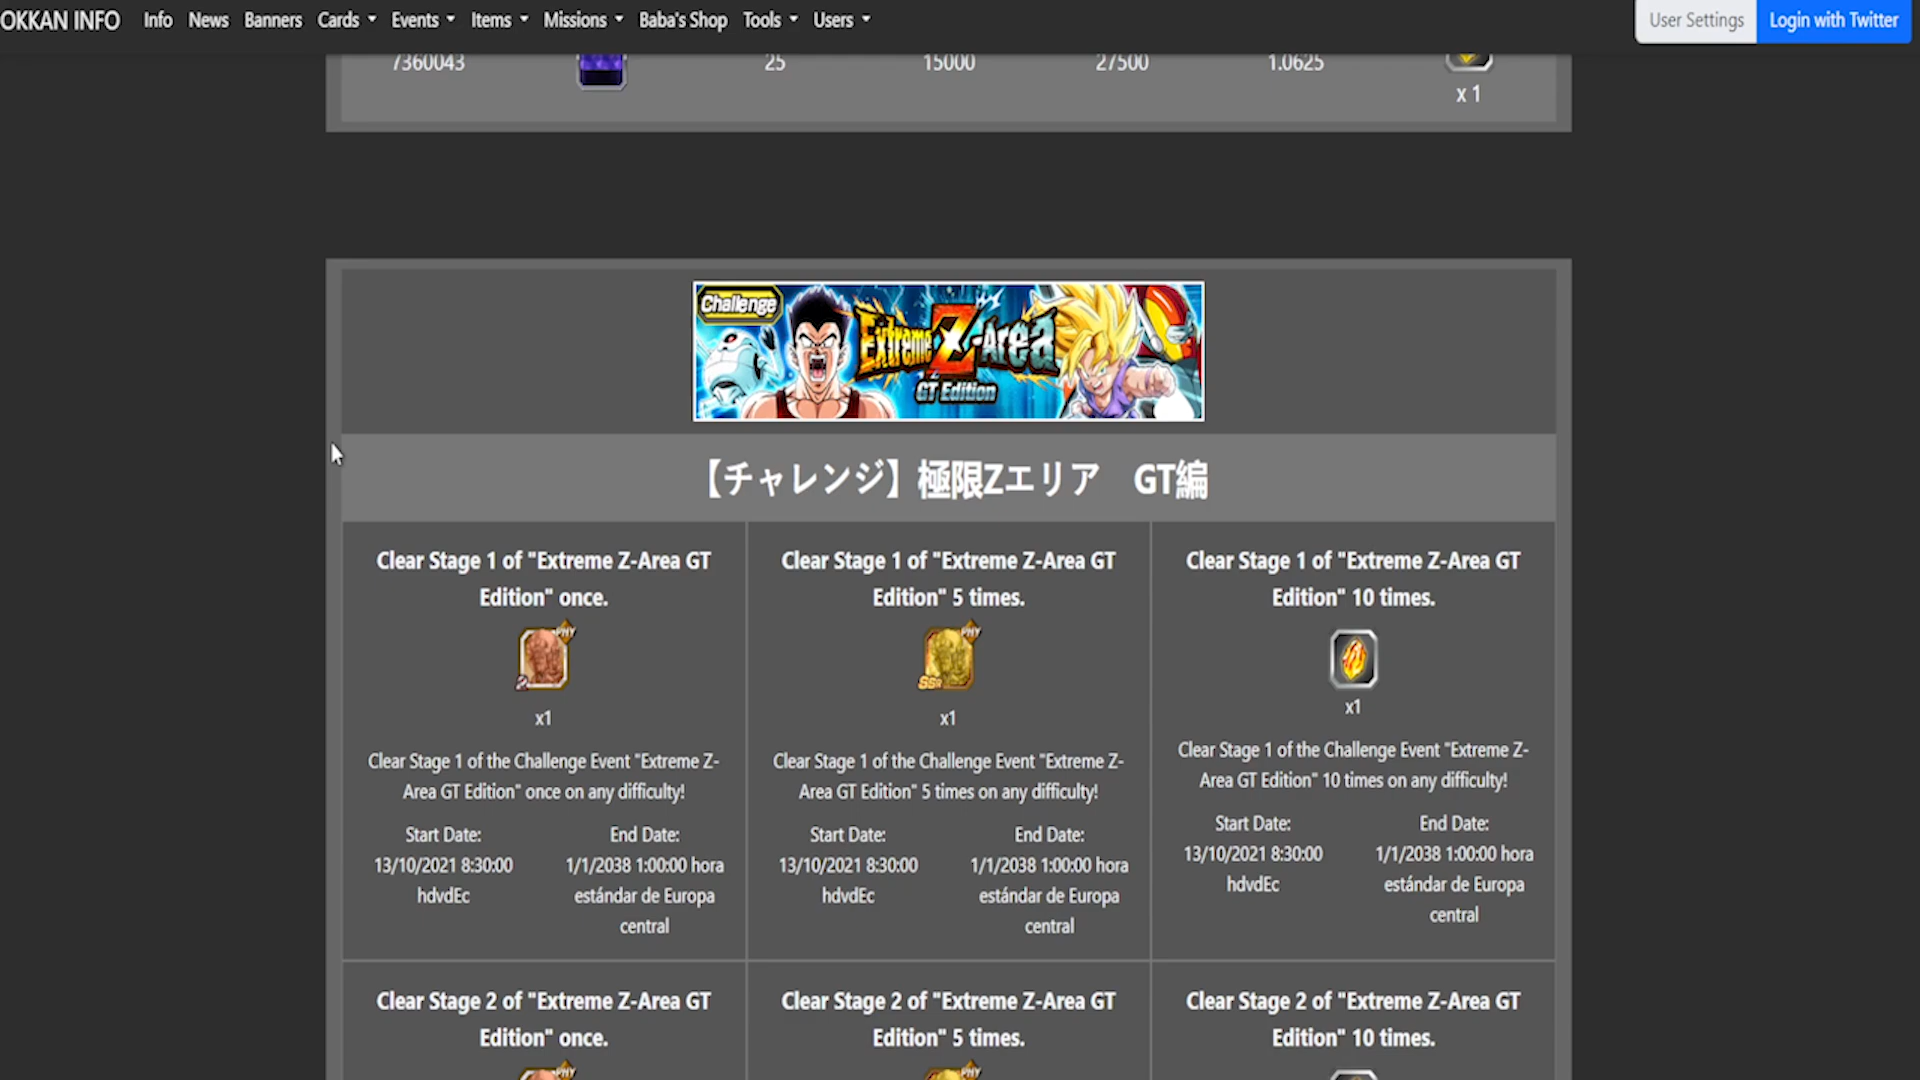 OKKAN INFO Info News Banners Cards Events Items Missions Baba's Shop Tools Users User Settings Login with Twitter
7360043 25 15000 27500 1.0625
x 1
Challenge
Extreme Z-Area
GT Edition
【チャレンジ】極限Zエリア　GT編
Clear Stage 1 of "Extreme Z-Area GT
Edition" once.
PHY
x1
Clear Stage 1 of the Challenge Event "Extreme Z-
Area GT Edition" once on any difficulty!
Start Date:
13/10/2021 8:30:00
hdvdEc
End Date:
1/1/2038 1:00:00 hora
estándar de Europa
central
Clear Stage 1 of "Extreme Z-Area GT
Edition" 5 times.
PHY
SSR
x1
Clear Stage 1 of the Challenge Event "Extreme Z-
Area GT Edition" 5 times on any difficulty!
Start Date:
13/10/2021 8:30:00
hdvdEc
End Date:
1/1/2038 1:00:00 hora
estándar de Europa
central
Clear Stage 1 of "Extreme Z-Area GT
Edition" 10 times.
x1
Clear Stage 1 of the Challenge Event "Extreme Z-
Area GT Edition" 10 times on any difficulty!
Start Date:
13/10/2021 8:30:00
hdvdEc
End Date:
1/1/2038 1:00:00 hora
estándar de Europa
central
Clear Stage 2 of "Extreme Z-Area GT
Edition" once.
PHY
Clear Stage 2 of "Extreme Z-Area GT
Edition" 5 times.
PHY
Clear Stage 2 of "Extreme Z-Area GT
Edition" 10 times.